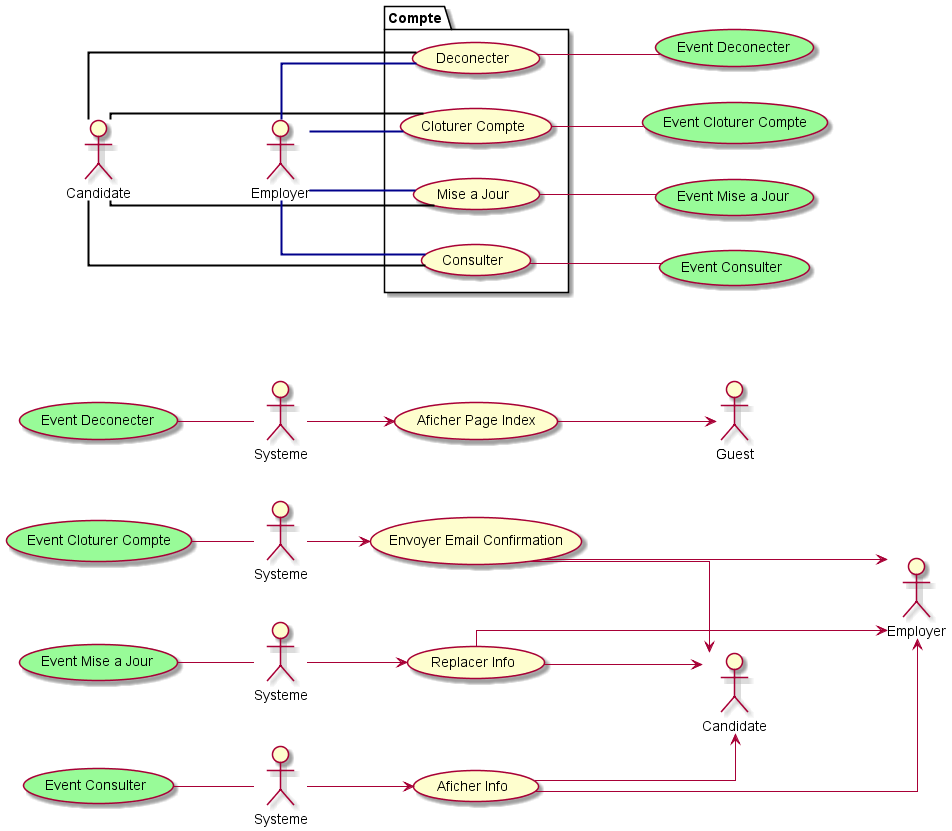 Compte
Deconecter
Event Deconecter
Cloturer Compte
Event Cloturer Compte
Candidate
Employer
Mise a Jour
Event Mise a Jour
Consulter
Event Consulter
Event Deconecter
Systeme
Aficher Page Index
Guest
Event Cloturer Compte
Systeme
Envoyer Email Confirmation
Employer
Event Mise a Jour
Systeme
Replacer Info
Candidate
Event Consulter
Systeme
Aficher Info